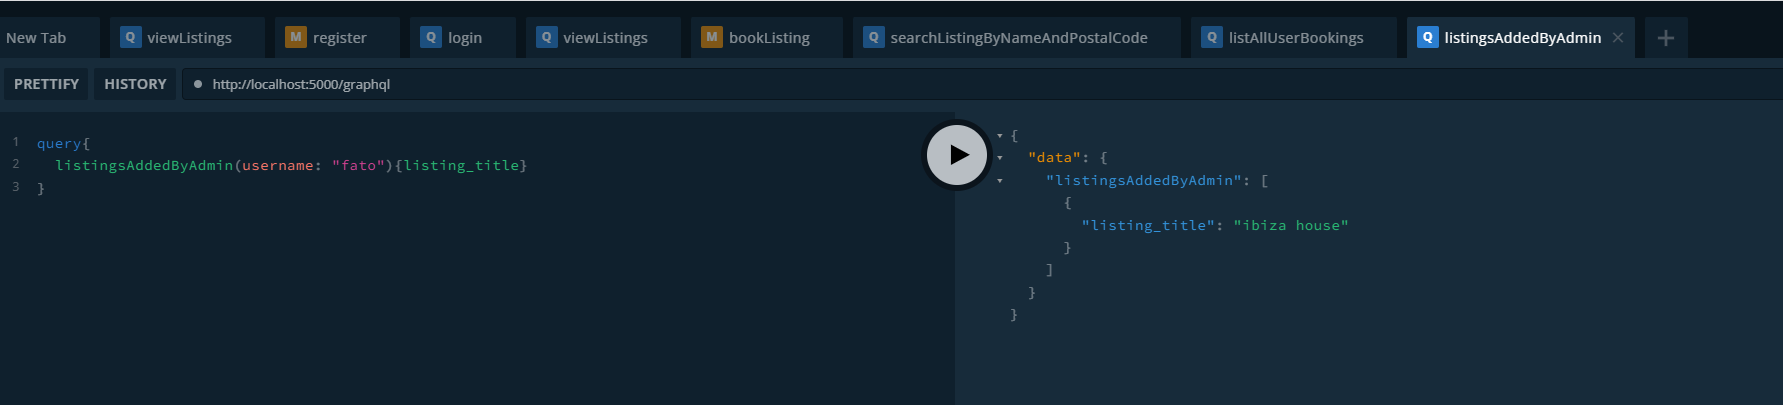 New Tab Q viewListings M register Q login Q viewListings M bookListing Q searchListingByNameAndPostalCode Q listAllUserBookings Q listingsAddedByAdmin × +
PRETTIFY HISTORY http://localhost:5000/graphql
1 query{
2 listingsAddedByAdmin(username: "fato"){listing_title}
3 }
{
"data": {
"listingsAddedByAdmin": [
{
"listing_title": "ibiza house"
}
]
}
}